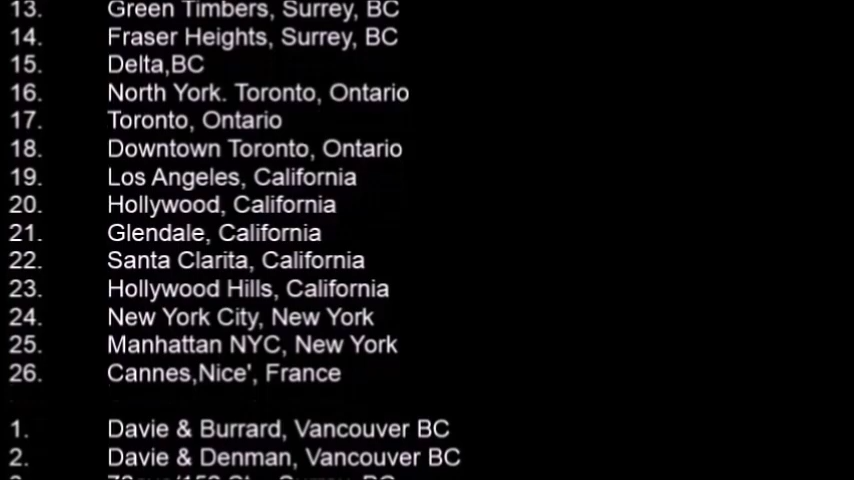 13. Green Timbers, Surrey, BC
14. Fraser Heights, Surrey, BC
15. Delta,BC
16. North York. Toronto, Ontario
17. Toronto, Ontario
18. Downtown Toronto, Ontario
19. Los Angeles, California
20. Hollywood, California
21. Glendale, California
22. Santa Clarita, California
23. Hollywood Hills, California
24. New York City, New York
25. Manhattan NYC, New York
26. Cannes,Nice', France
1. Davie & Burrard, Vancouver BC
2. Davie & Denman, Vancouver BC
Surrey, BC